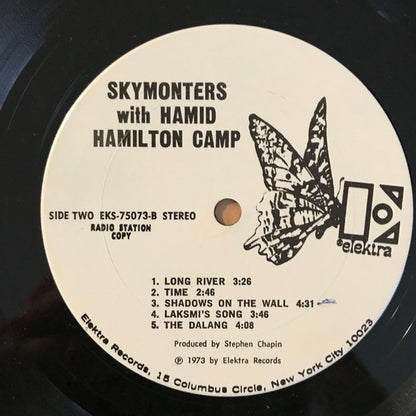 SKYMONTERS
with HAMID
HAMILTON CAMP
elektra
SIDE TWO EKS-75073-B STEREO
RADIO STATION
COPY
1. LONG RIVER 3:26
2. TIME 2:46
3. SHADOWS ON THE WALL 4:31
4. LAKSMI'S SONG 3:46
5. THE DALANG 4:08
Produced by Stephen Chapin
℗ 1973 by Elektra Records
Elektra Records, 15 Columbus Circle, New York City 10023